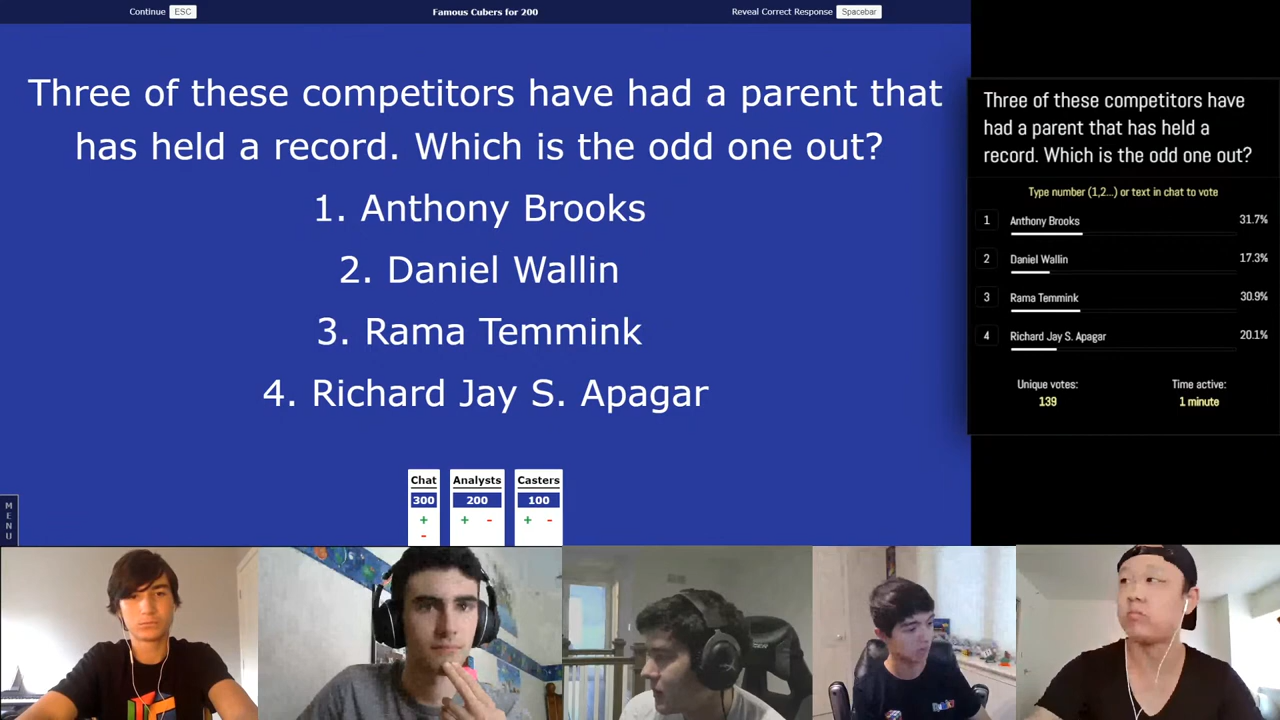 Continue ESC
Famous Cubers for 200
Reveal Correct Response Spacebar
Three of these competitors have had a parent that
has held a record. Which is the odd one out?
1. Anthony Brooks
2. Daniel Wallin
3. Rama Temmink
4. Richard Jay S. Apagar
Three of these competitors have
had a parent that has held a
record. Which is the odd one out?
Type number (1,2...) or text in chat to vote
1 Anthony Brooks 31.7%
2 Daniel Wallin 17.3%
3 Rama Temmink 30.9%
4 Richard Jay S. Apagar 20.1%
Unique votes: Time active:
139 1 minute
MENU
Chat Analysts Casters
300 200 100
+ + - + -
-